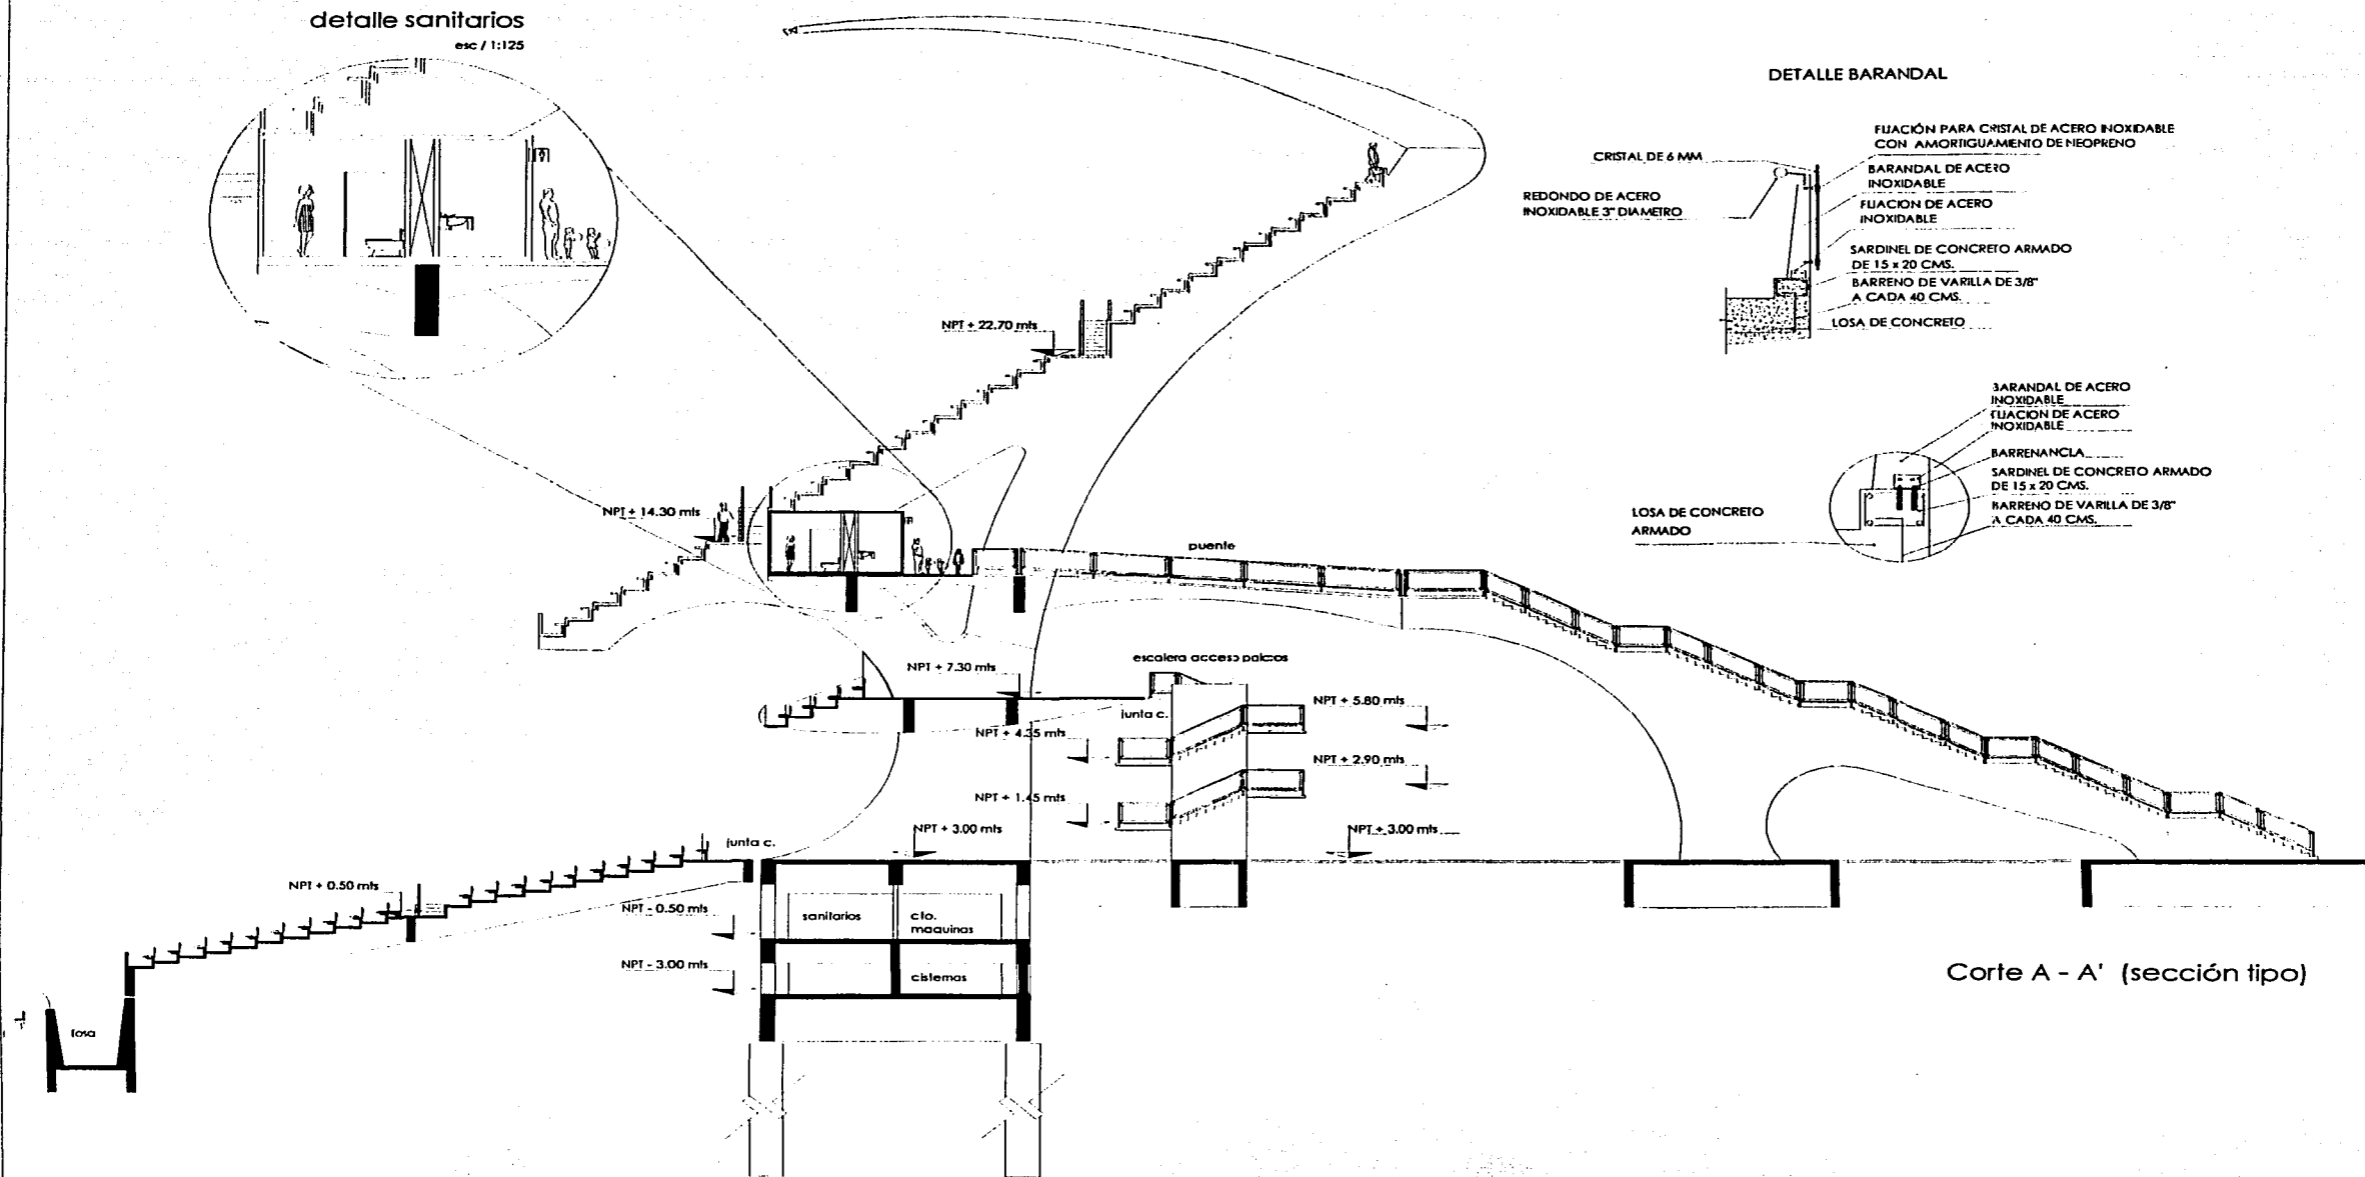 detalle sanitarios
esc / 1:125
DETALLE BARANDAL
FIJACIÓN PARA CRISTAL DE ACERO INOXIDABLE
CON AMORTIGUAMIENTO DE NEOPRENO
CRISTAL DE 6 MM
BARANDAL DE ACERO
INOXIDABLE
REDONDO DE ACERO
INOXIDABLE 3" DIAMETRO
FIJACION DE ACERO
INOXIDABLE
SARDINEL DE CONCRETO ARMADO
DE 15 x 20 CMS.
BARRENO DE VARILLA DE 3/8"
A CADA 40 CMS.
LOSA DE CONCRETO
NPT + 22.70 mts
BARANDAL DE ACERO
INOXIDABLE
FIJACION DE ACERO
INOXIDABLE
BARRENANCLA
SARDINEL DE CONCRETO ARMADO
DE 15 x 20 CMS.
BARRENO DE VARILLA DE 3/8"
A CADA 40 CMS.
LOSA DE CONCRETO
ARMADO
NPT + 14.30 mts
puente
escalera acceso palcos
NPT + 7.30 mts
NPT + 5.80 mts
junta c.
NPT + 4.35 mts
NPT + 2.90 mts
NPT + 1.45 mts
NPT + 3.00 mts
NPT + 3.00 mts
junta c.
NPT + 0.50 mts
NPT - 0.50 mts
sanitarios
cto.
maquinas
NPT - 3.00 mts
cisternas
Corte A - A' (sección tipo)
fosa